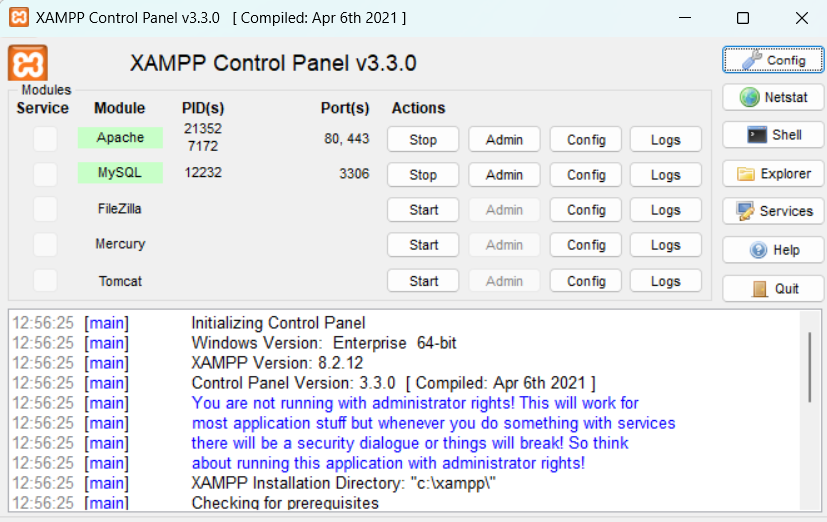 XAMPP Control Panel v3.3.0 [ Compiled: Apr 6th 2021 ]
XAMPP Control Panel v3.3.0
Config
Modules
Service Module PID(s) Port(s) Actions
Netstat
Apache 21352 7172 80, 443 Stop Admin Config Logs
Shell
MySQL 12232 3306 Stop Admin Config Logs
Explorer
FileZilla Start Admin Config Logs
Services
Mercury Start Admin Config Logs
Help
Tomcat Start Admin Config Logs
Quit
12:56:25 [main] Initializing Control Panel
12:56:25 [main] Windows Version: Enterprise 64-bit
12:56:25 [main] XAMPP Version: 8.2.12
12:56:25 [main] Control Panel Version: 3.3.0 [ Compiled: Apr 6th 2021 ]
12:56:25 [main] You are not running with administrator rights! This will work for
12:56:25 [main] most application stuff but whenever you do something with services
12:56:25 [main] there will be a security dialogue or things will break! So think
12:56:25 [main] about running this application with administrator rights!
12:56:25 [main] XAMPP Installation Directory: "c:\xampp\"
12:56:25 [main] Checking for prerequisites